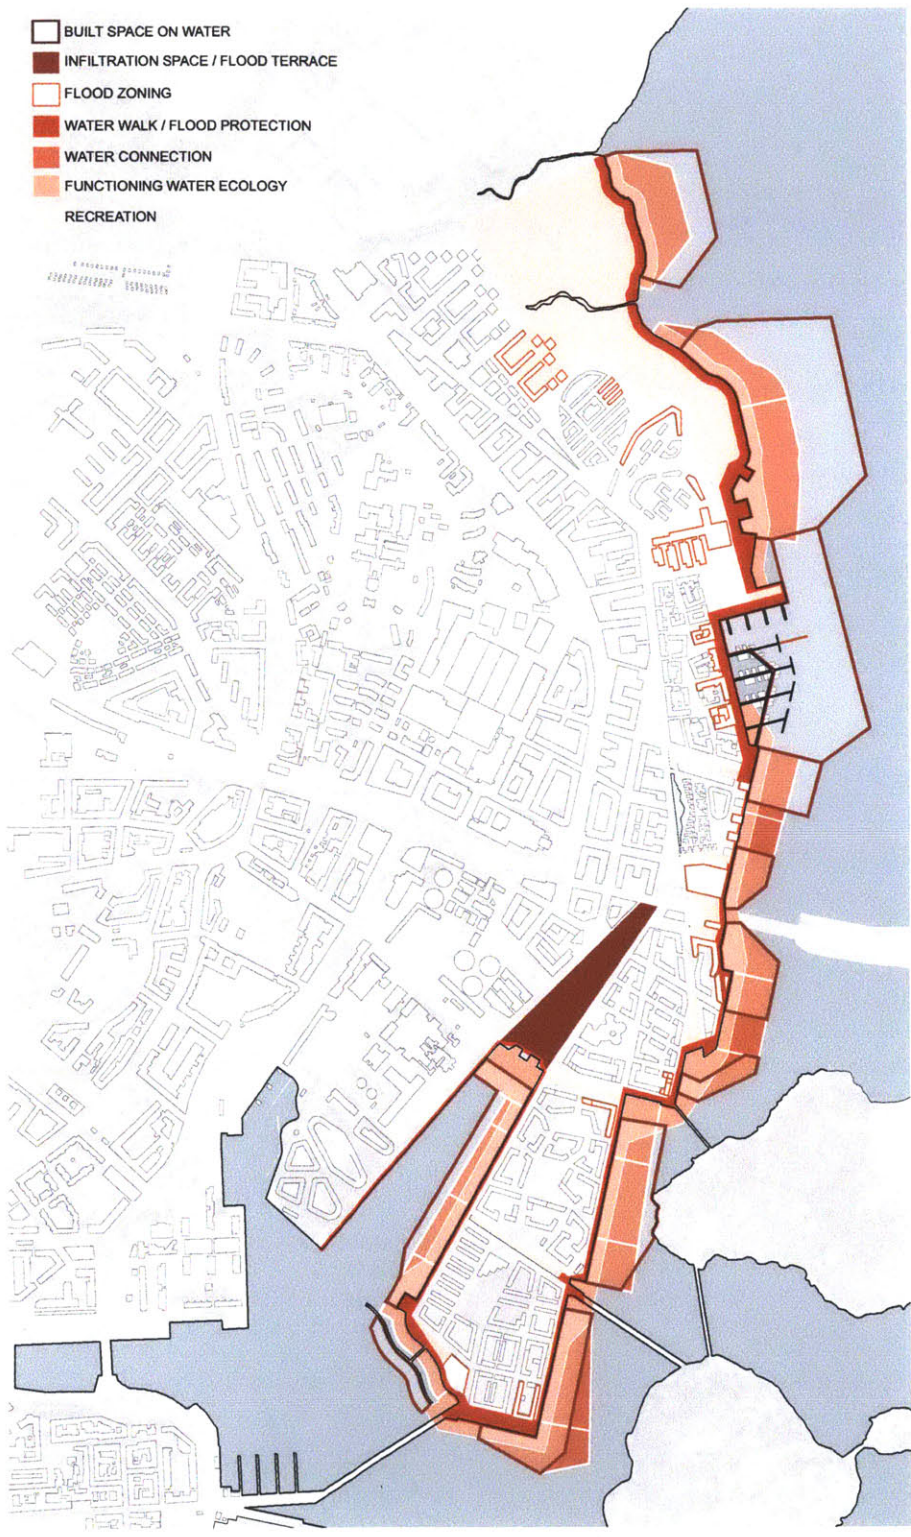 BUILT SPACE ON WATER
INFILTRATION SPACE / FLOOD TERRACE
FLOOD ZONING
WATER WALK / FLOOD PROTECTION
WATER CONNECTION
FUNCTIONING WATER ECOLOGY
RECREATION